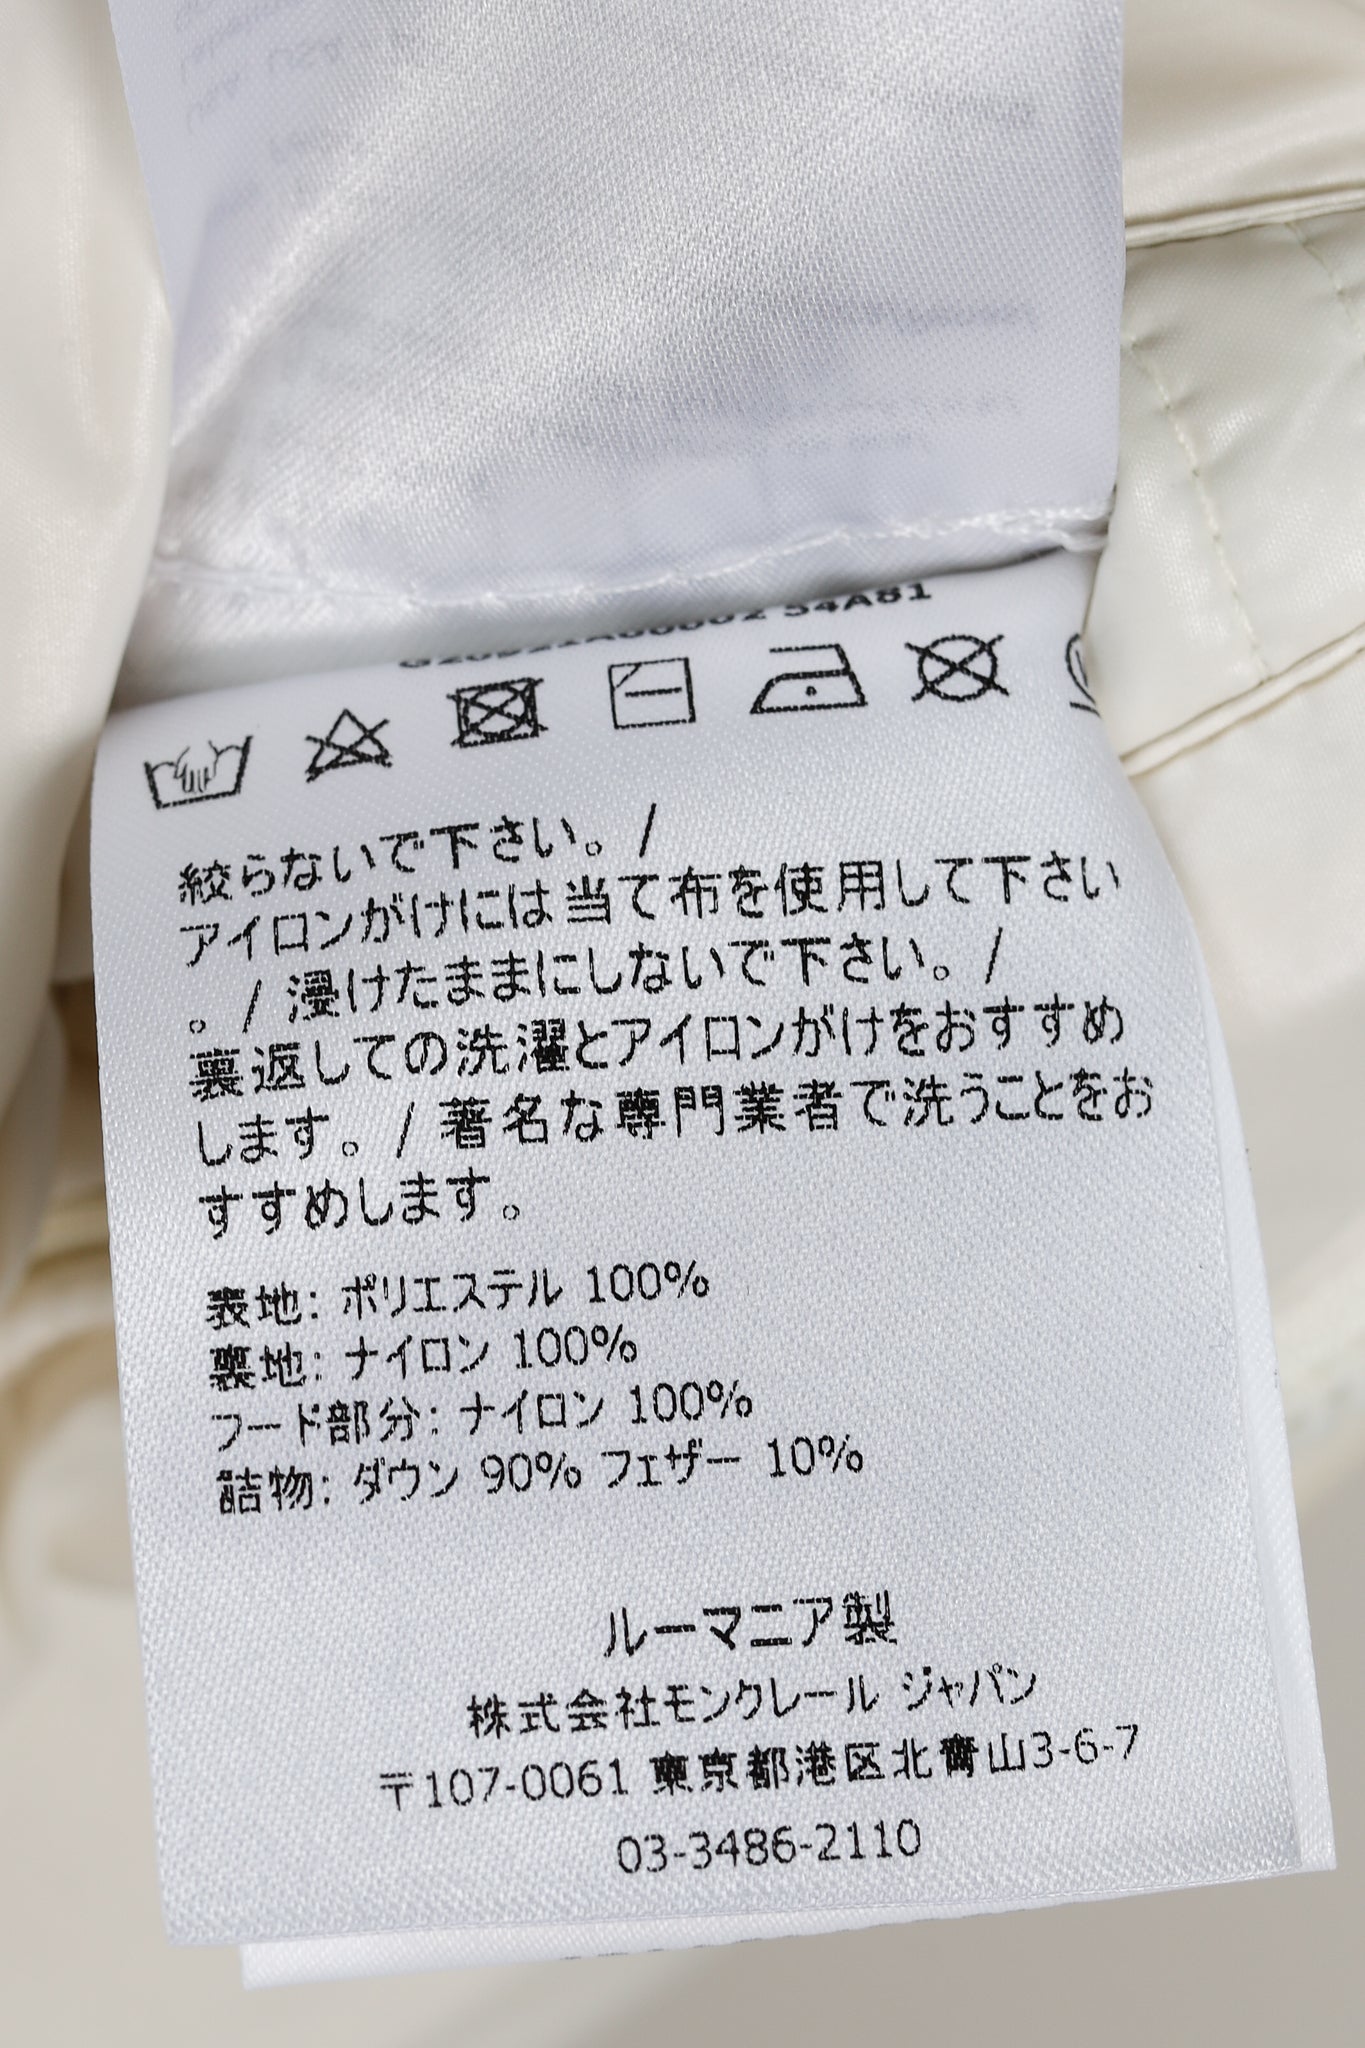 54A81
絞らないで下さい。/
アイロンがけには当て布を使用して下さい
。/ 浸けたままにしないで下さい。/
裏返しての洗濯とアイロンがけをおすすめ
します。/ 著名な専門業者で洗うことをお
すすめします。
表地: ポリエステル 100%
裏地: ナイロン 100%
フード部分: ナイロン 100%
詰物: ダウン 90% フェザー 10%
ルーマニア製
株式会社モンクレール ジャパン
〒107-0061 東京都港区北青山3-6-7
03-3486-2110